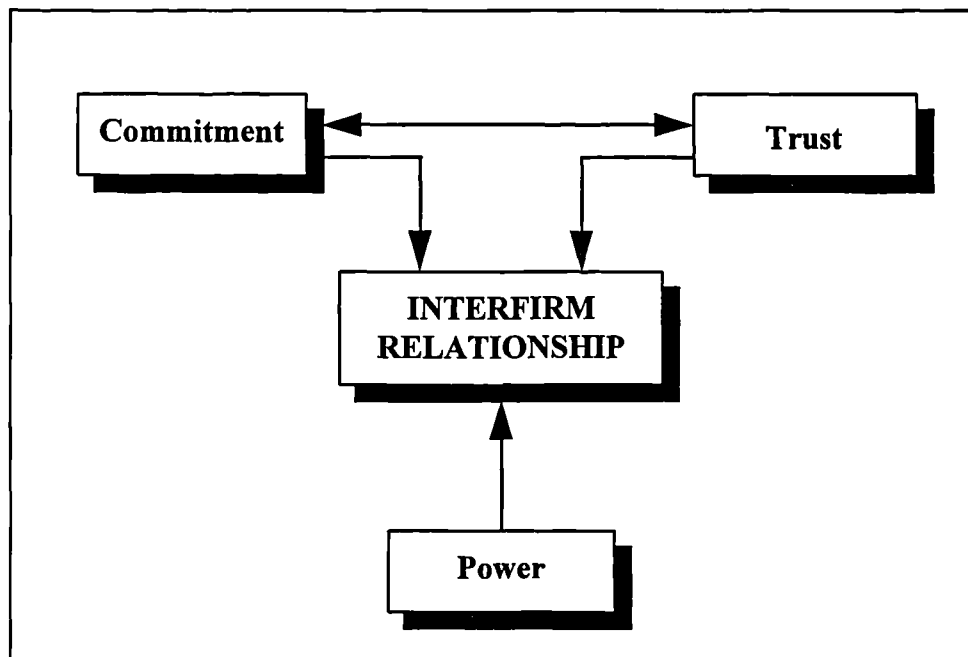 Commitment
Trust
INTERFIRM
RELATIONSHIP
Power